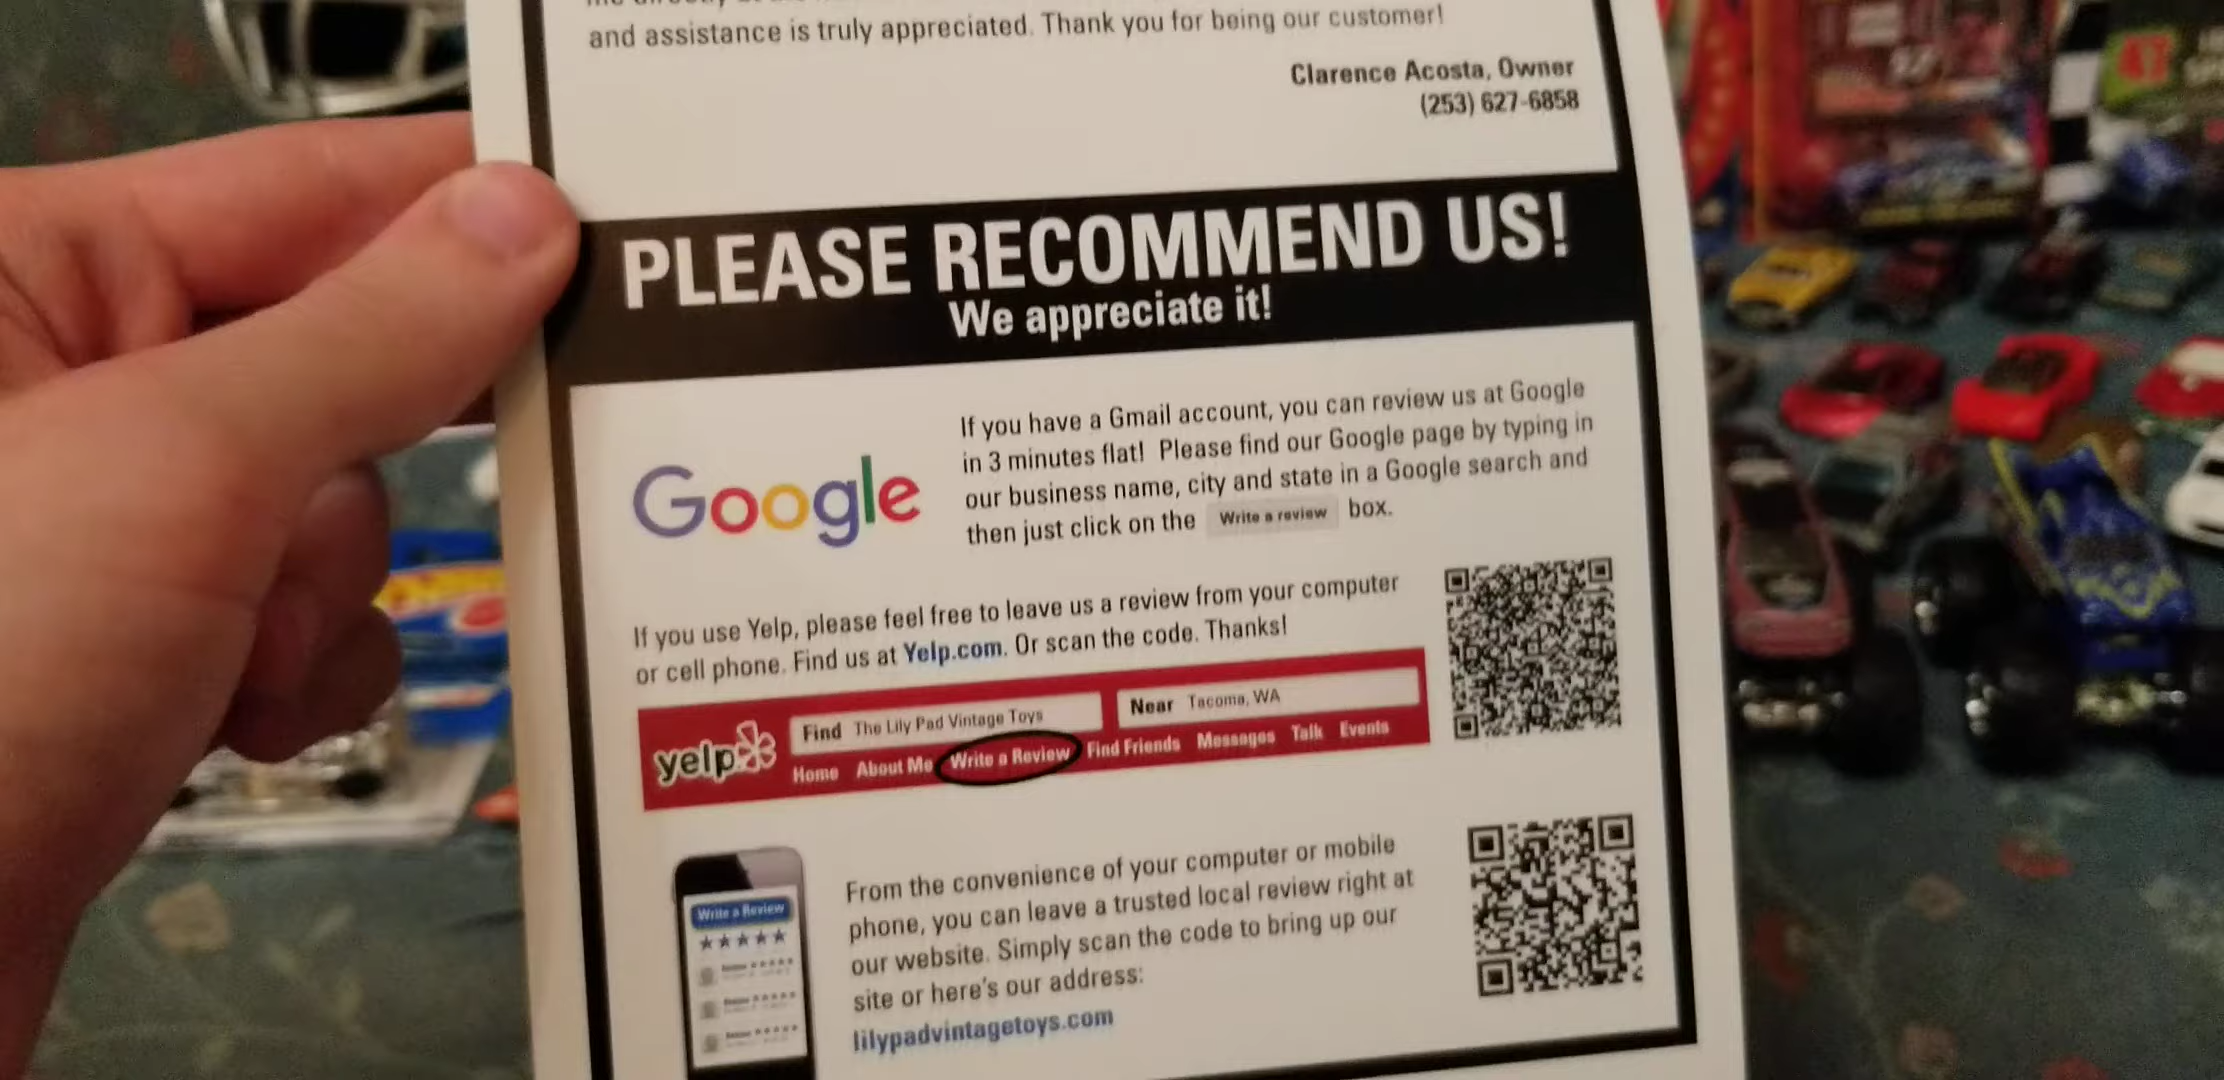 and assistance is truly appreciated. Thank you for being our customer!
Clarence Acosta, Owner
(253) 627-6858
PLEASE RECOMMEND US!
We appreciate it!
Google
If you have a Gmail account, you can review us at Google
in 3 minutes flat! Please find our Google page by typing in
our business name, city and state in a Google search and
then just click on the Write a review box.
If you use Yelp, please feel free to leave us a review from your computer
or cell phone. Find us at Yelp.com. Or scan the code. Thanks!
yelp
Find The Lily Pad Vintage Toys
Near Tacoma, WA
Home About Me Write a Review Find Friends Messages Talk Events
Write a Review
From the convenience of your computer or mobile
phone, you can leave a trusted local review right at
our website. Simply scan the code to bring up our
site or here's our address:
lilypadvintagetoys.com